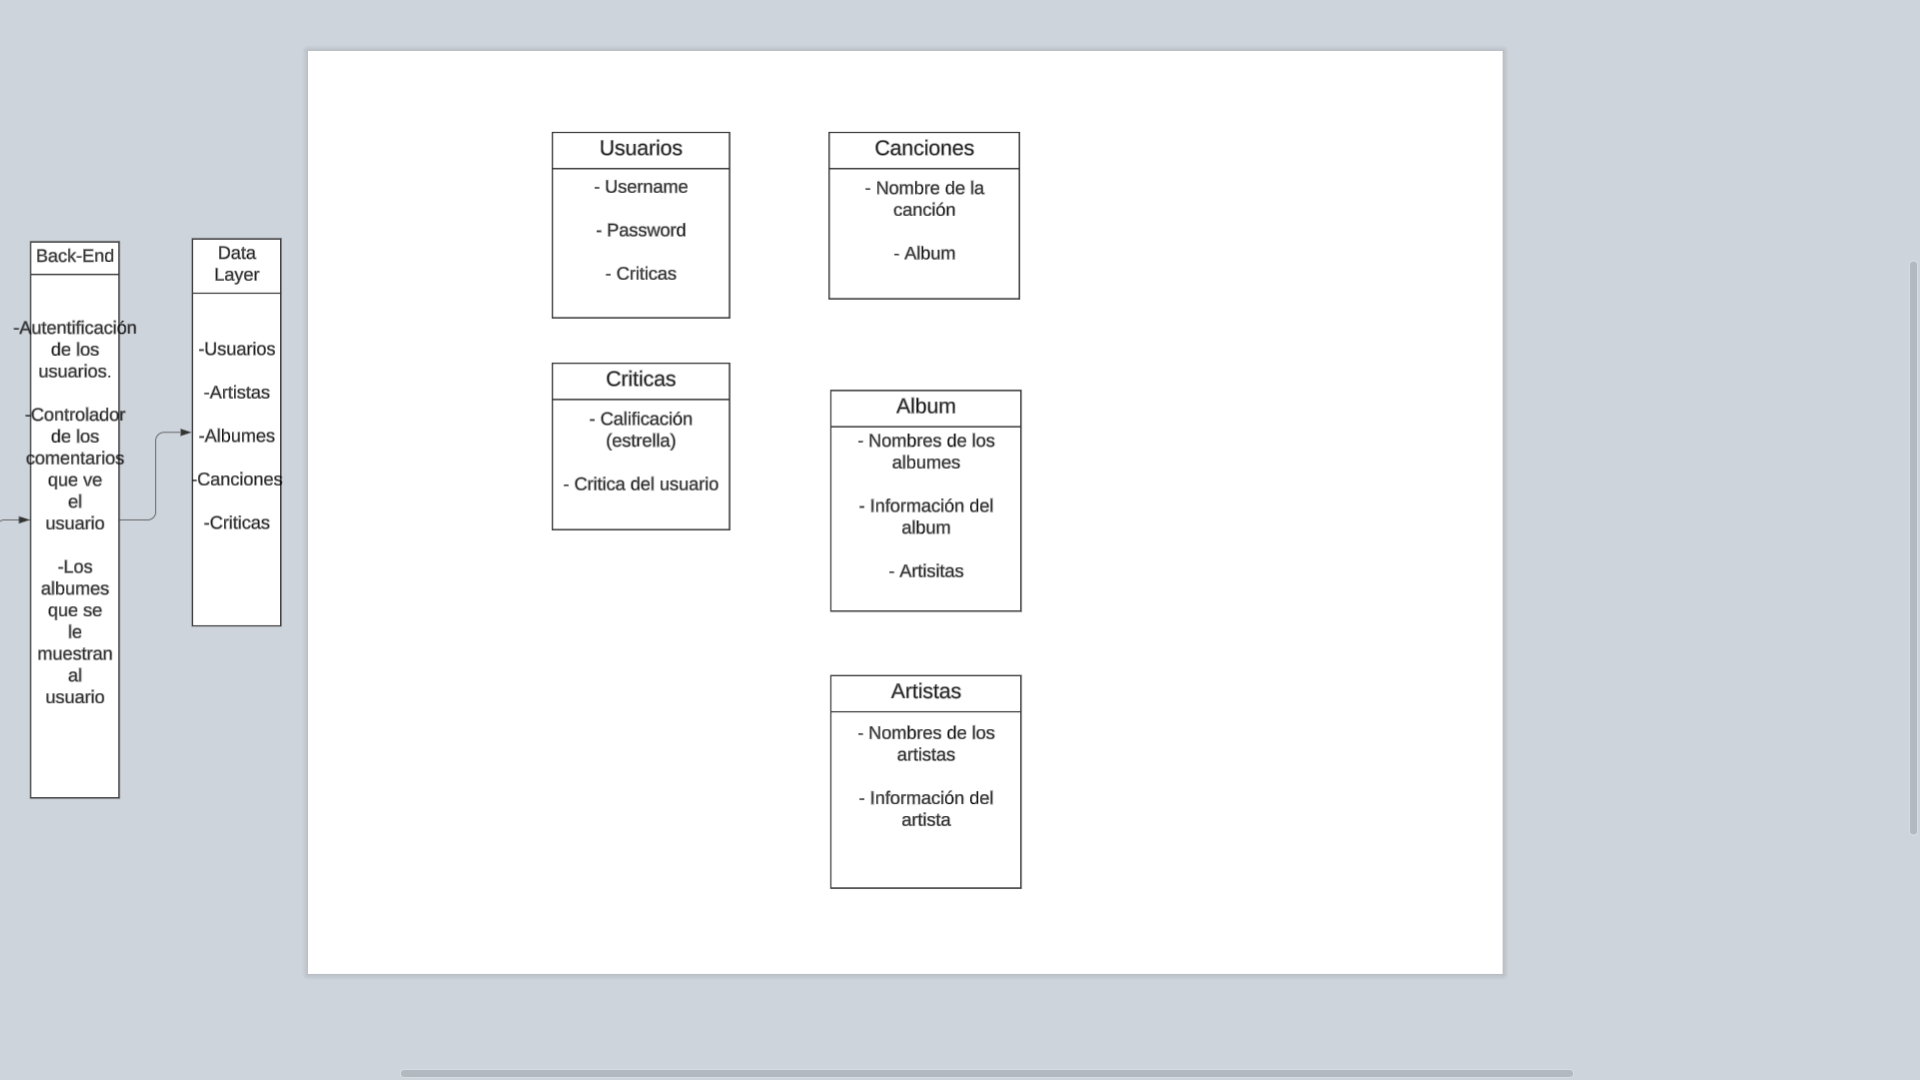 Back-End
-Autentificación
de los
usuarios.
-Controlador
de los
comentarios
que ve
el
usuario
-Los
albumes
que se
le
muestran
al
usuario
Data
Layer
-Usuarios
-Artistas
-Albumes
-Canciones
-Criticas
Usuarios
- Username
- Password
- Criticas
Criticas
- Calificación
(estrella)
- Critica del usuario
Canciones
- Nombre de la
canción
- Album
Album
- Nombres de los
albumes
- Información del
album
- Artisitas
Artistas
- Nombres de los
artistas
- Información del
artista